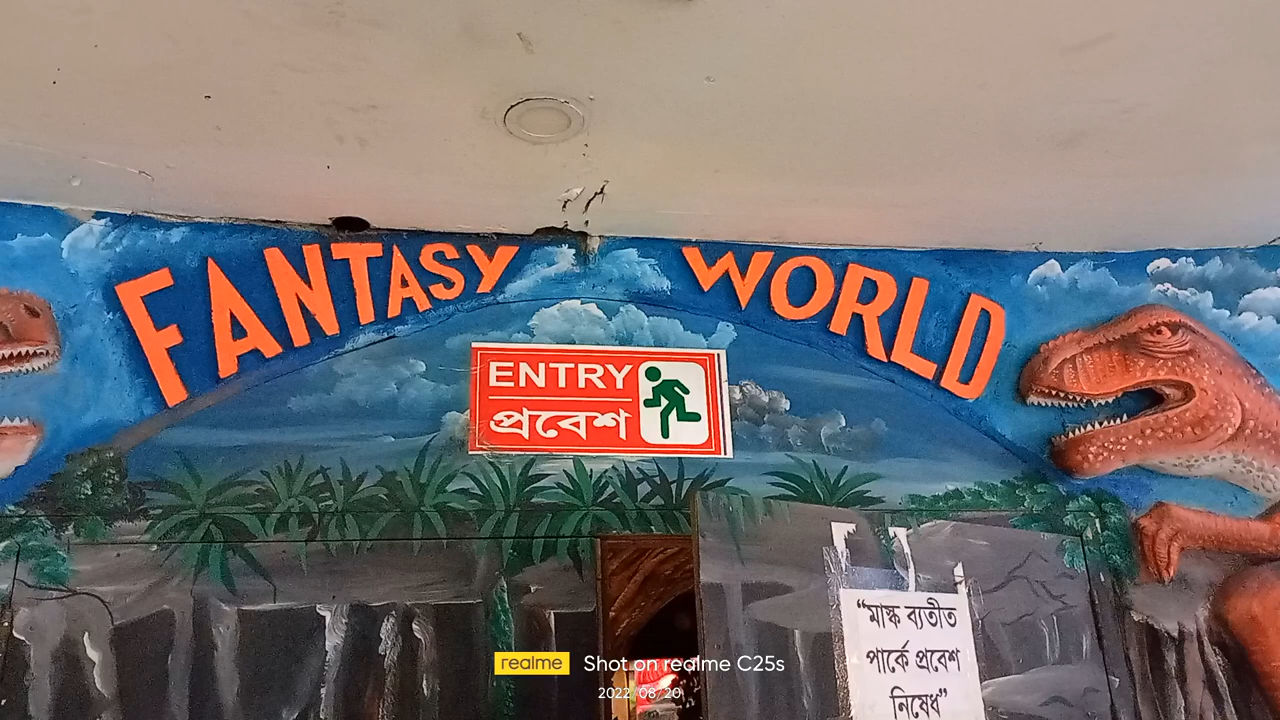 FANTASY WORLD
ENTRY
প্রবেশ
“মাস্ক ব্যতীত
পার্কে প্রবেশ
নিষেধ”
realme Shot on realme C25s
2022/08/20